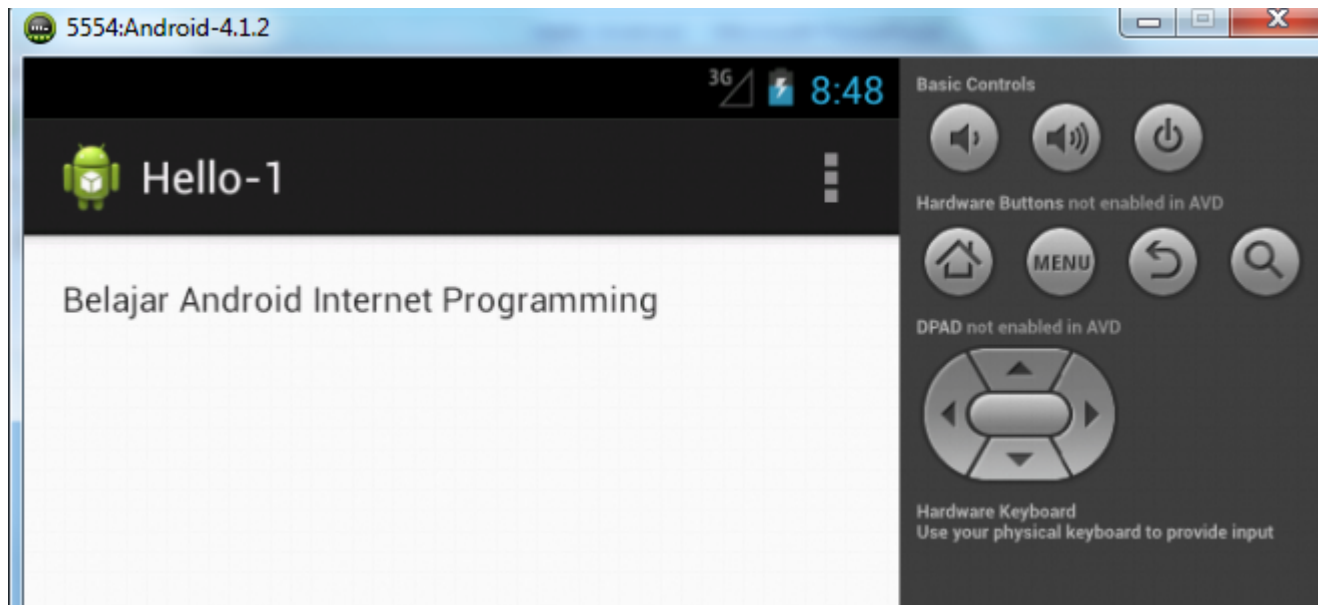 5554:Android-4.1.2
3G 8:48
Hello-1
Belajar Android Internet Programming
Basic Controls
Hardware Buttons not enabled in AVD
MENU
DPAD not enabled in AVD
Hardware Keyboard
Use your physical keyboard to provide input